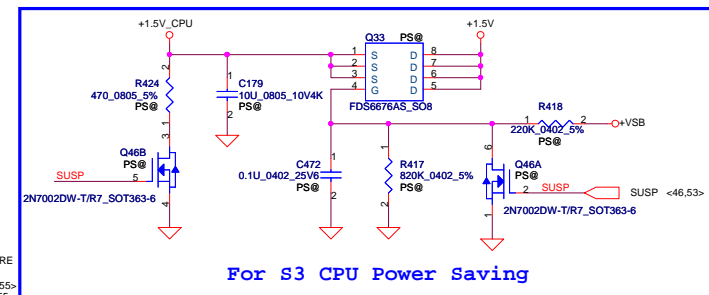 +1.5V_CPU
+1.5V
Q33 PS@
1 S D 8
2 S D 7
3 S D 6
4 G D 5
FDS6676AS_SO8
2
R424
470_0805_5%
PS@
1
1
C179
10U_0805_10V4K
PS@
2
R418
1 2
220K_0402_5%
PS@
+VSB
3
Q46B
PS@
SUSP
5
4
2N7002DW-T/R7_SOT363-6
1
C472
0.1U_0402_25V6
PS@
2
1
R417
820K_0402_5%
PS@
2
6
Q46A
PS@
2
SUSP
SUSP <46,53>
1
2N7002DW-T/R7_SOT363-6
For S3 CPU Power Saving
RE
55>